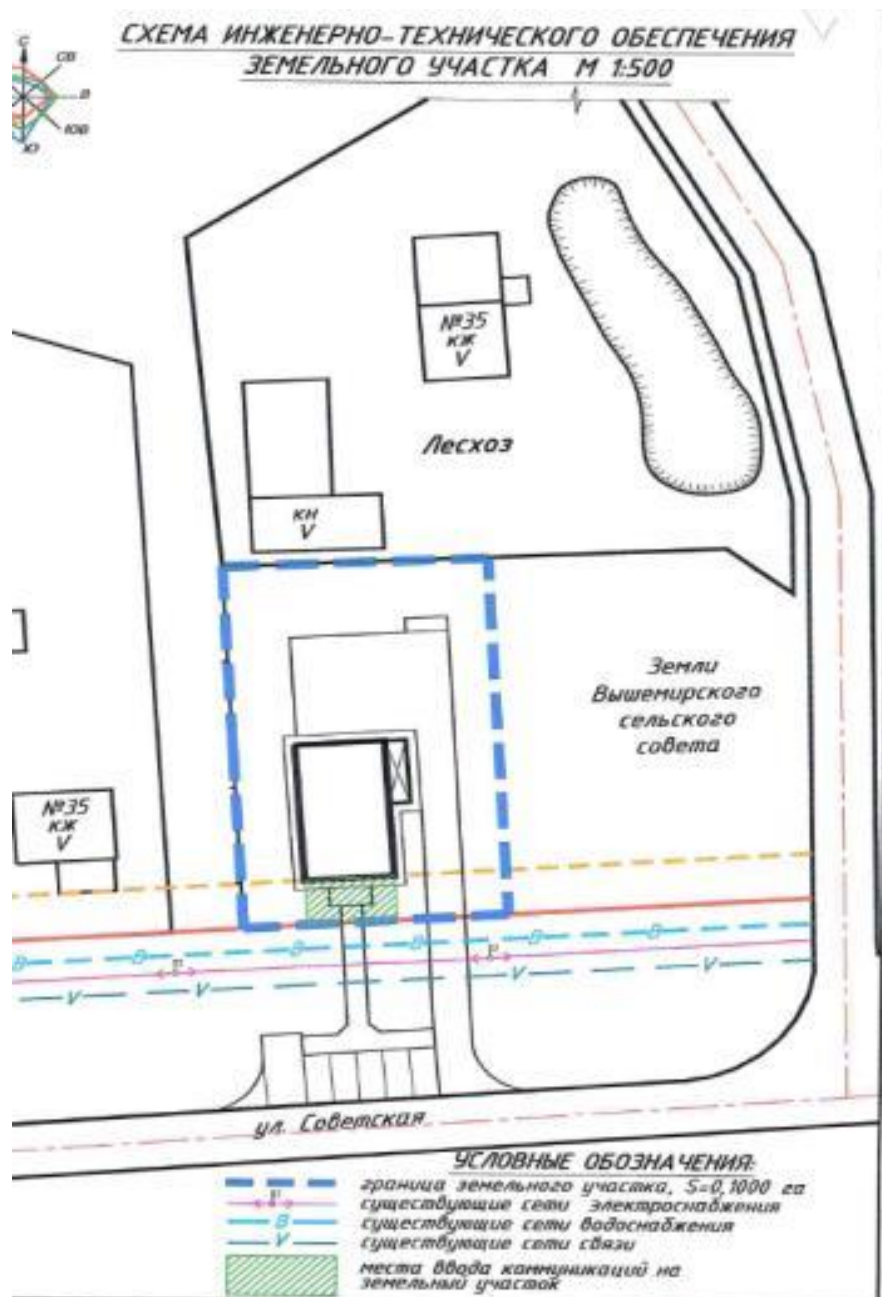 СХЕМА ИНЖЕНЕРНО-ТЕХНИЧЕСКОГО ОБЕСПЕЧЕНИЯ
ЗЕМЕЛЬНОГО УЧАСТКА М 1:500
С
СВ
В
ЮВ
Ю
№35
кж
V
Лесхоз
кн
V
Земли
Вышемирского
сельского
совета
№35
кж
V
В В В В В В
P P
V V V V
ул. Советская
УСЛОВНЫЕ ОБОЗНАЧЕНИЯ:
граница земельного участка, S=0,1000 га
P существующие сети электроснабжения
В существующие сети водоснабжения
V существующие сети связи
места ввода коммуникаций на
земельный участок